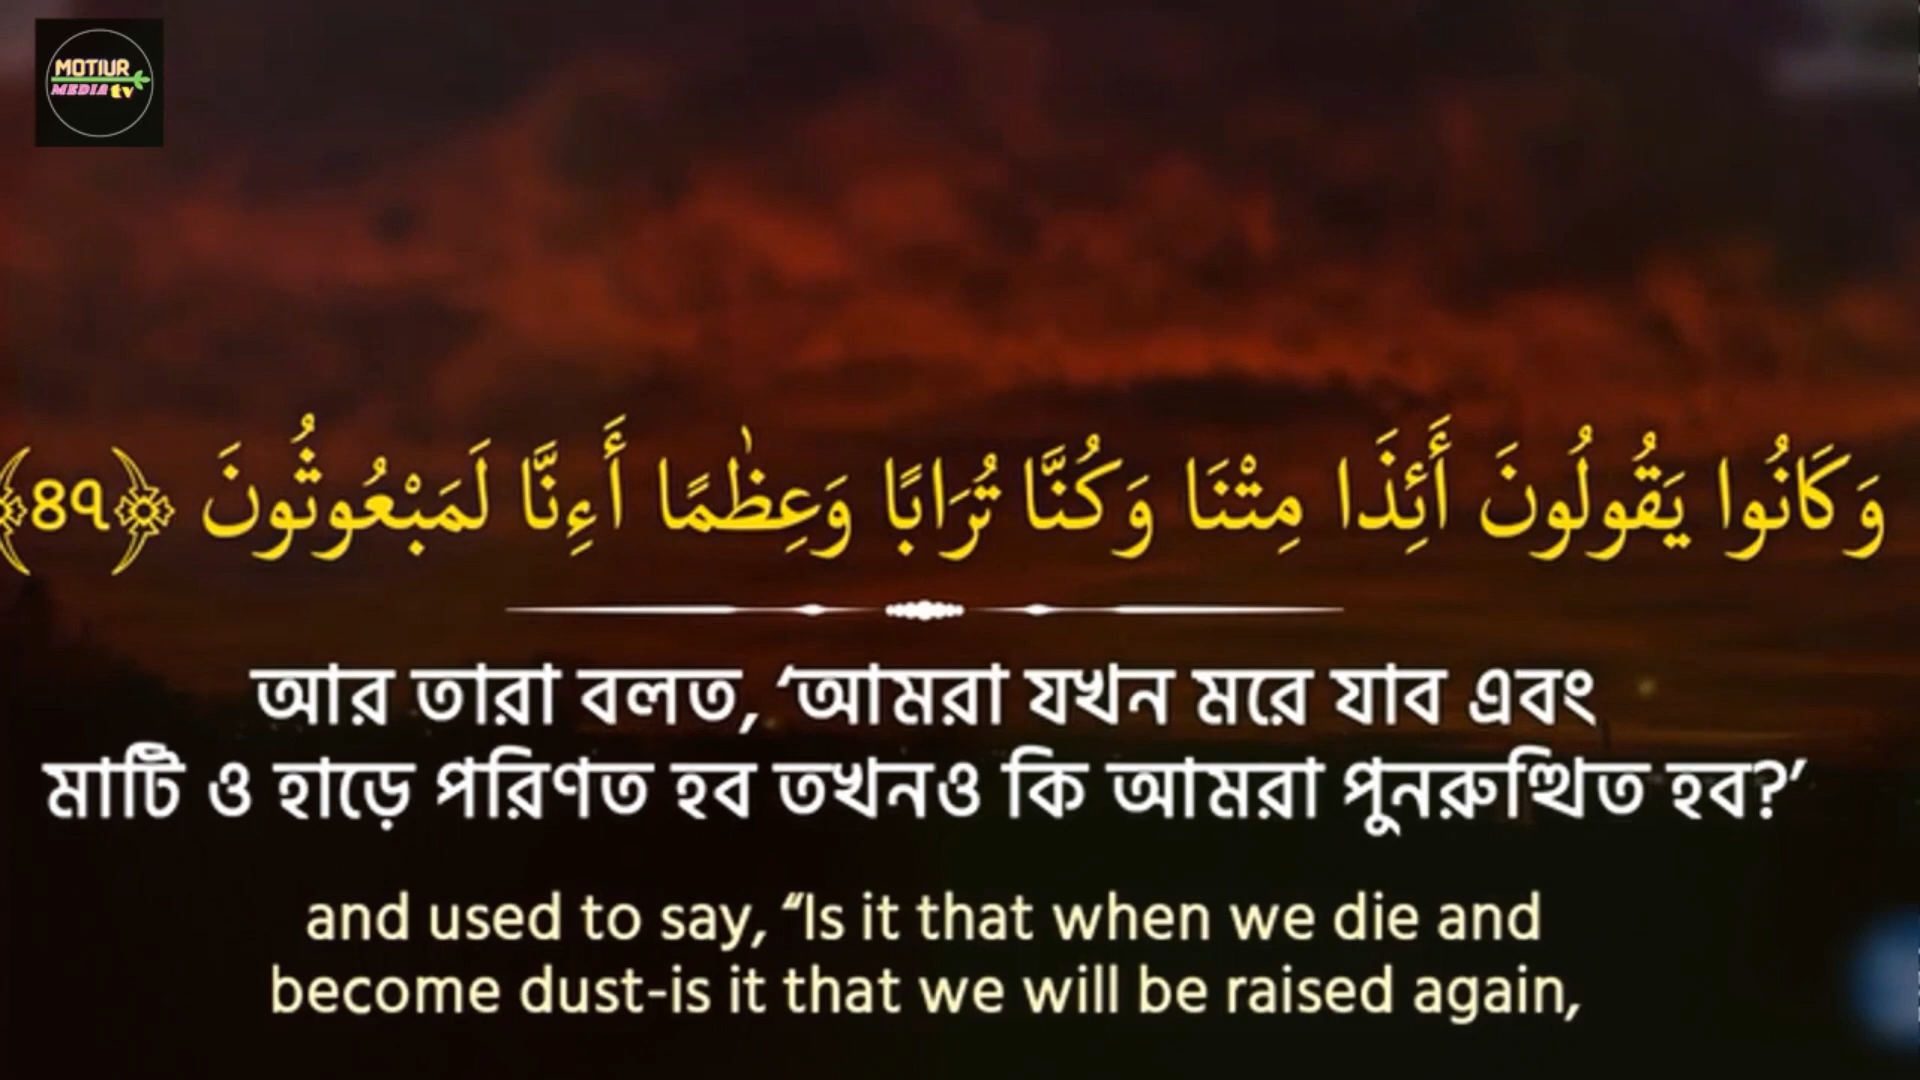 MOTIUR
MEDIA tv
وَكَانُوا يَقُولُونَ أَئِذَا مِتْنَا وَكُنَّا تُرَابًا وَعِظٰمًا أَءِنَّا لَمَبْعُوثُونَ ﴿৪৭﴾
আর তারা বলত, ‘আমরা যখন মরে যাব এবং
মাটি ও হাড়ে পরিণত হব তখনও কি আমরা পুনরুত্থিত হব?’
and used to say, “Is it that when we die and
become dust-is it that we will be raised again,